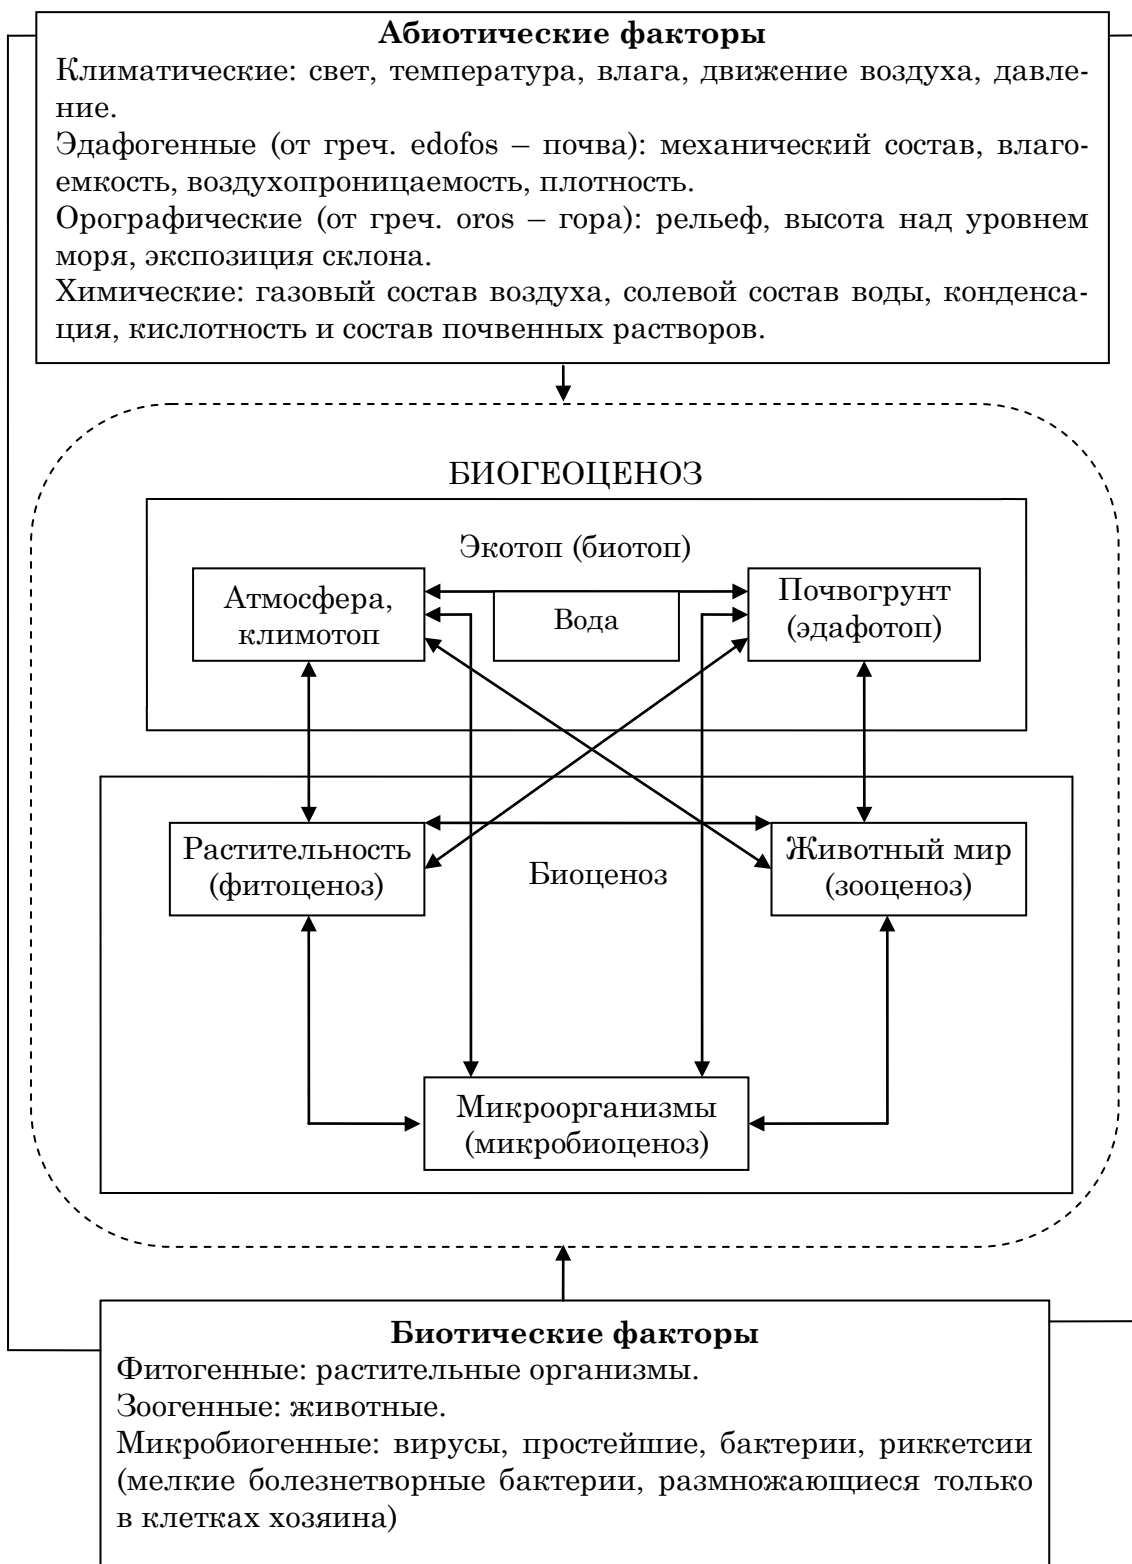 Абиотические факторы
Климатические: свет, температура, влага, движение воздуха, давле-
ние.
Эдафогенные (от греч. edofos – почва): механический состав, влаго-
емкость, воздухопроницаемость, плотность.
Орографические (от греч. oros – гора): рельеф, высота над уровнем
моря, экспозиция склона.
Химические: газовый состав воздуха, солевой состав воды, конденса-
ция, кислотность и состав почвенных растворов.
БИОГЕОЦЕНОЗ
Экотоп (биотоп)
Атмосфера,
климотоп
Вода
Почвогрунт
(эдафотоп)
Растительность
(фитоценоз)
Биоценоз
Животный мир
(зооценоз)
Микроорганизмы
(микробиоценоз)
Биотические факторы
Фитогенные: растительные организмы.
Зоогенные: животные.
Микробиогенные: вирусы, простейшие, бактерии, риккетсии
(мелкие болезнетворные бактерии, размножающиеся только
в клетках хозяина)